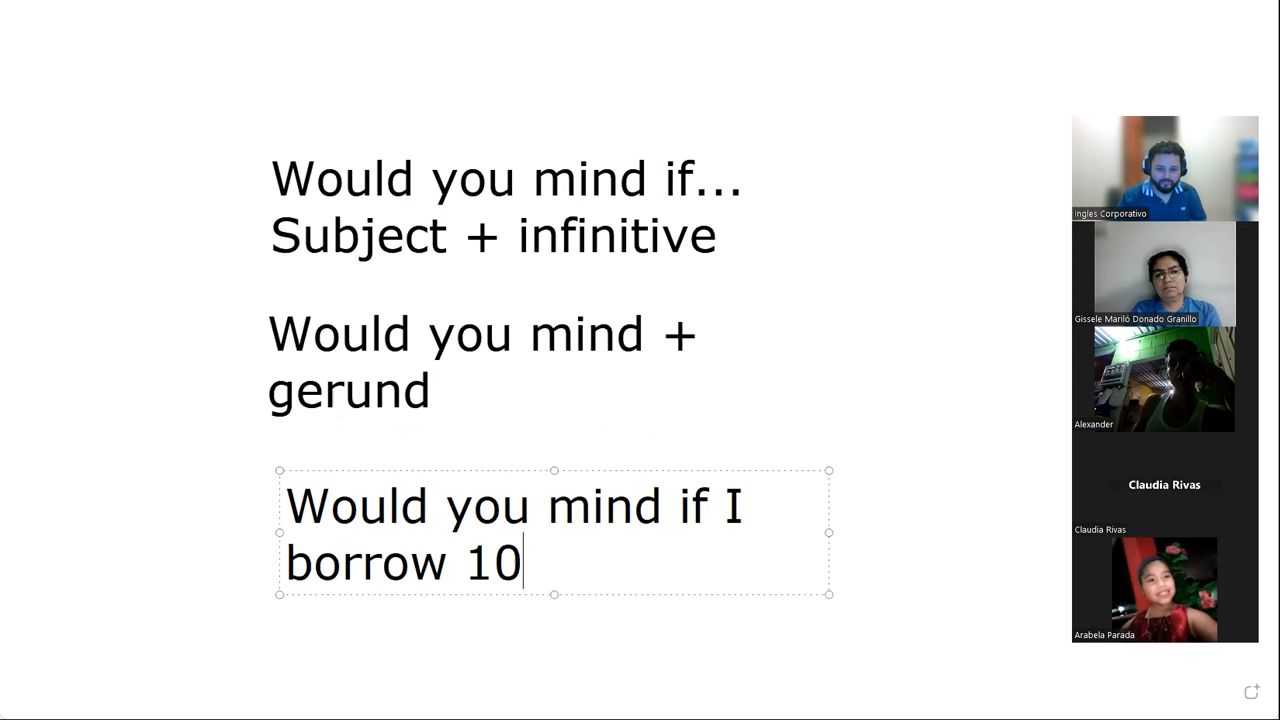 Would you mind if...
Subject + infinitive
Would you mind +
gerund
Would you mind if I
borrow 10
Ingles Corporativo
Gissele Mariló Donado Granillo
Alexander
Claudia Rivas
Claudia Rivas
Arabela Parada